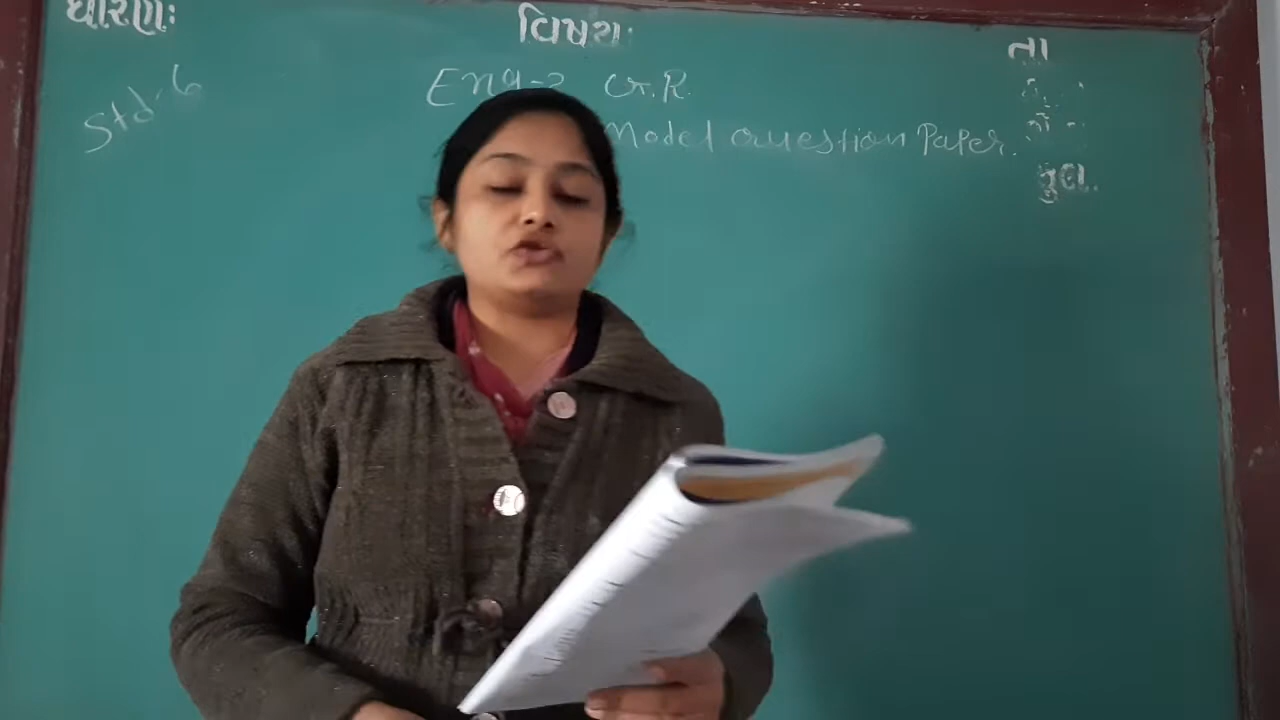 ધોરણઃ
વિષયઃ
તા
Std-6
Eng-2 G.R.
Model Question Paper.
કુલ.